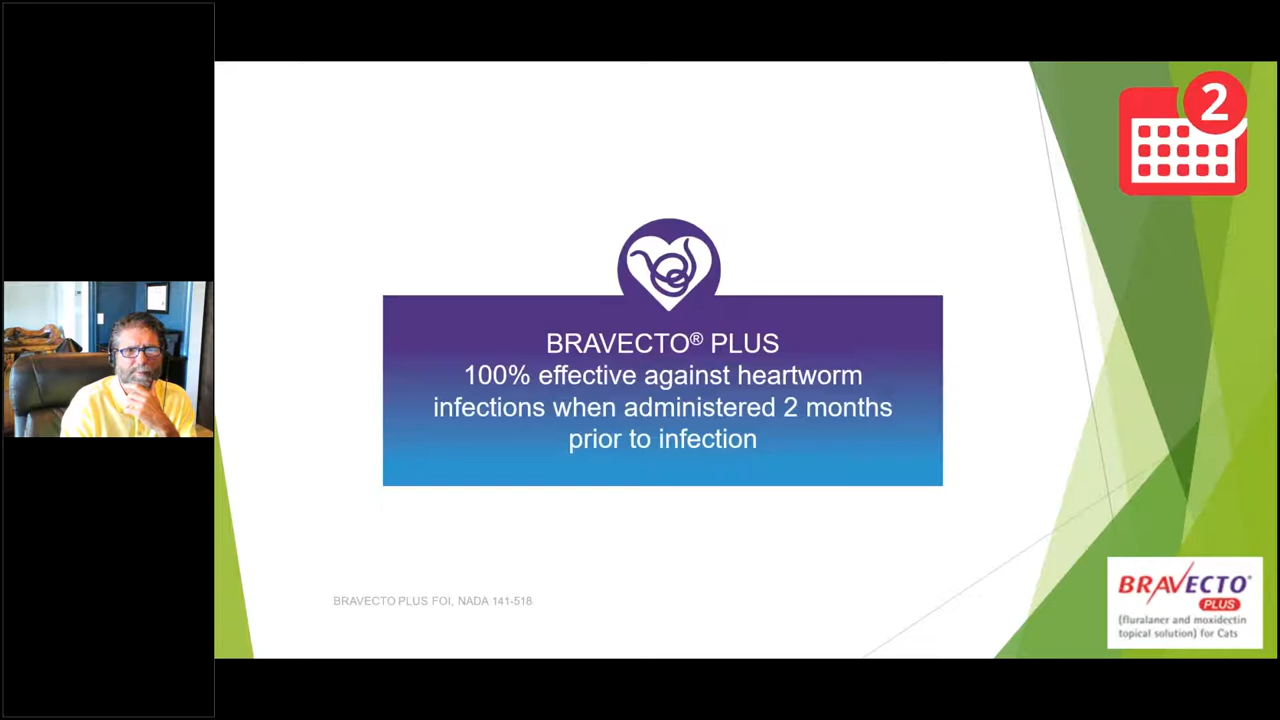 2
BRAVECTO® PLUS
100% effective against heartworm
infections when administered 2 months
prior to infection
BRAVECTO PLUS FOI, NADA 141-518
BRAVECTO®
PLUS
(fluralaner and moxidectin
topical solution) for Cats